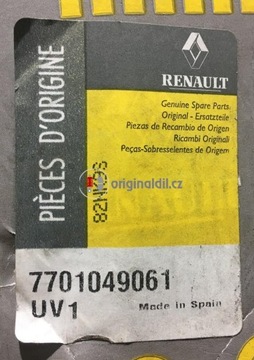 RENAULT
PIÈCES D'ORIGINE
Genuine Spare Parts
Original - Ersatzteile
Piezas de Recambio de Origen
Ricambi Originali
Peças-Sobresselentes de Origem
originaldil.cz
7701049061
UV1
Made in Spain